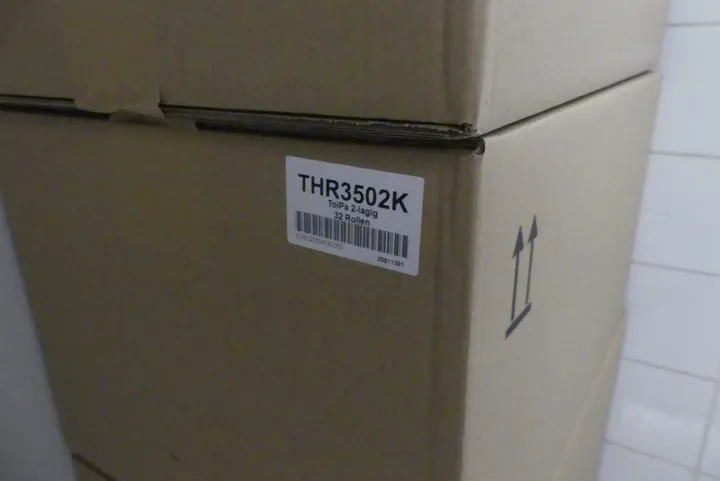 THR3502K
ToiPa 2-lagig
32 Rollen